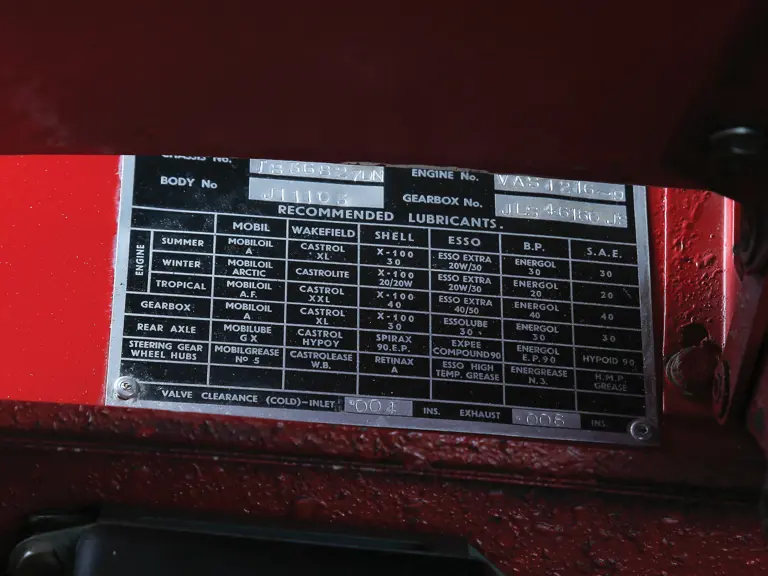 CHASSIS No. ENGINE No.
BODY No J11108 GEARBOX No.
RECOMMENDED LUBRICANTS.
MOBIL WAKEFIELD SHELL ESSO B.P. S.A.E.
ENGINE
SUMMER MOBILOIL A CASTROL XL X-100 30 ESSO EXTRA 20W/30 ENERGOL 30 30
WINTER MOBILOIL ARCTIC CASTROLITE X-100 20/20W ESSO EXTRA 20W/30 ENERGOL 20 20
TROPICAL MOBILOIL A.F. CASTROL XXL X-100 40 ESSO EXTRA 40/50 ENERGOL 40 40
GEARBOX MOBILOIL A CASTROL XL X-100 30 ESSOLUBE 30 ENERGOL 30 30
REAR AXLE MOBILUBE GX CASTROL HYPOY SPIRAX 90.E.P. EXPEE COMPOUND 90 ENERGOL E.P. 90 HYPOID 90
STEERING GEAR WHEEL HUBS MOBILGREASE No 5 CASTROLEASE W.B. RETINAX A ESSO HIGH TEMP. GREASE ENERGREASE N.3. H.M.P. GREASE
VALVE CLEARANCE (COLD)-INLET ·004 INS. EXHAUST ·006 INS.